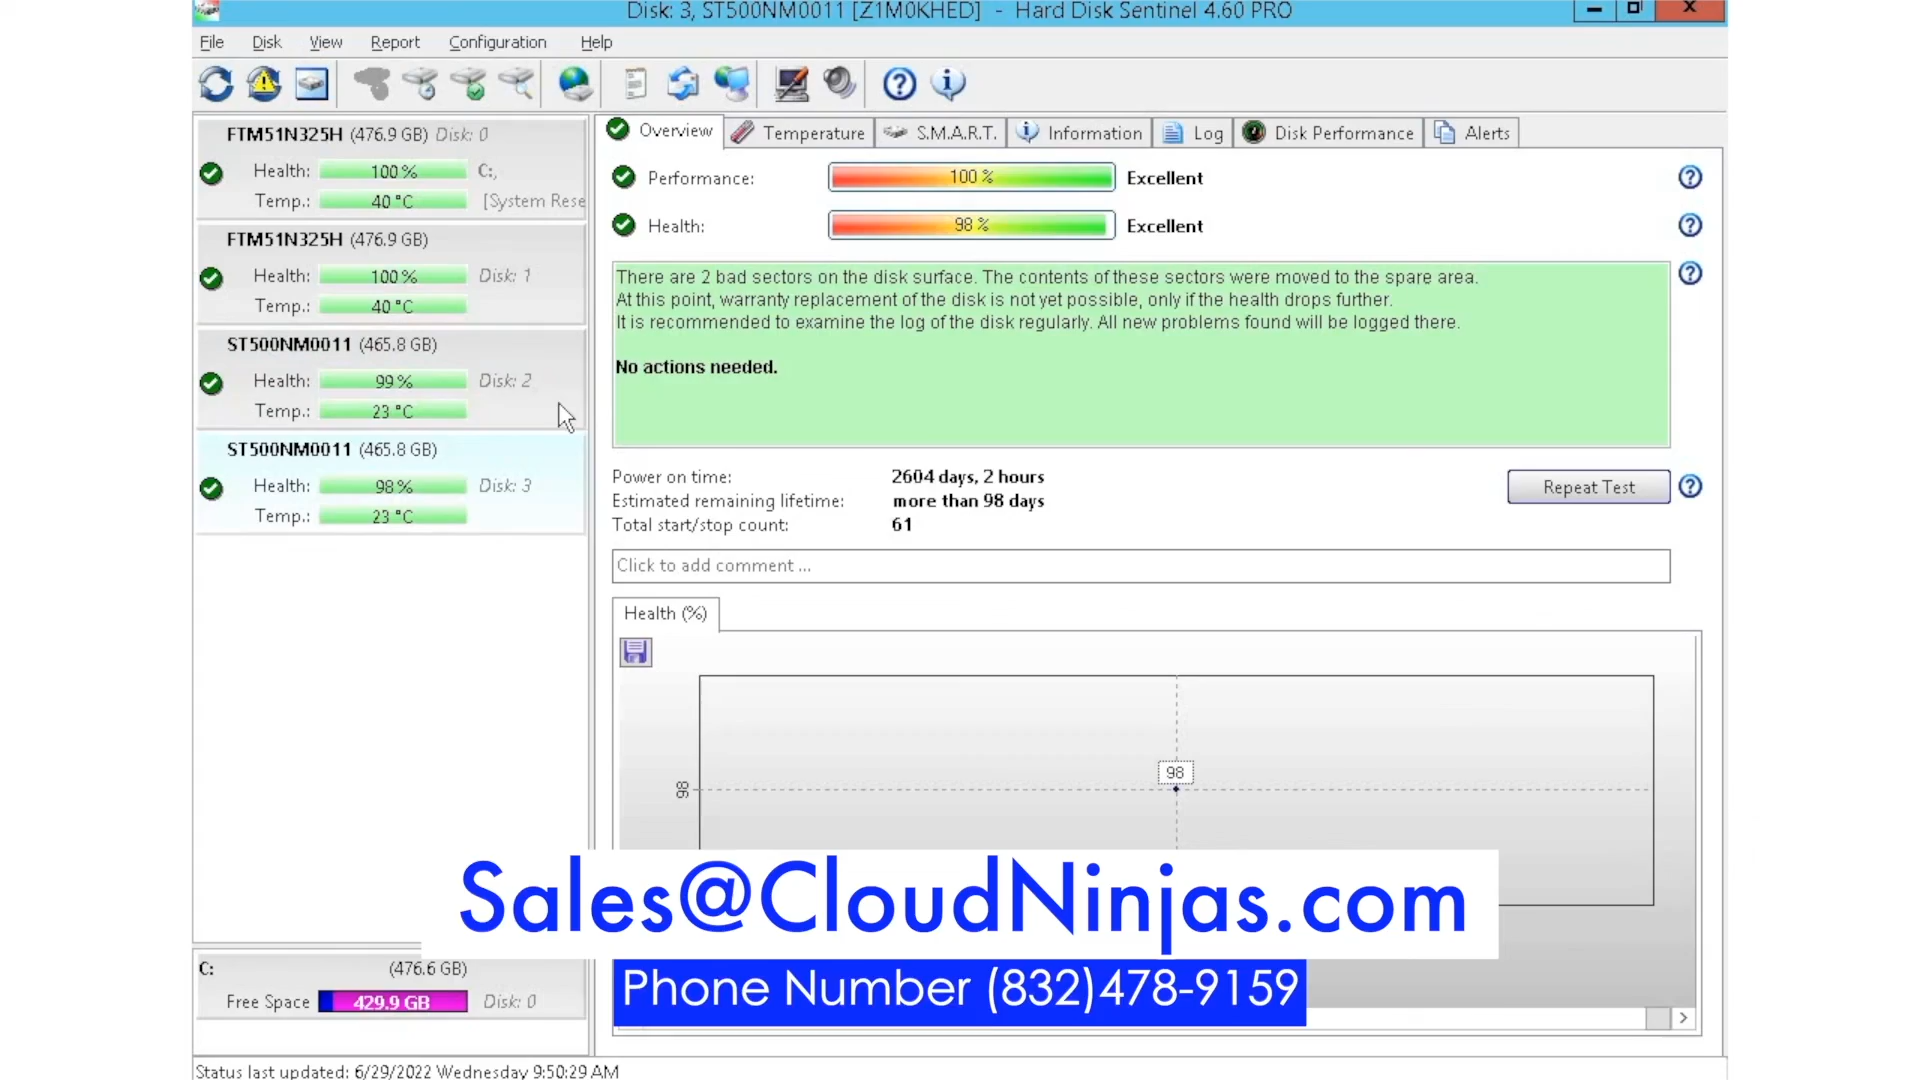 Disk: 3, ST500NM0011 [Z1M0KHED] - Hard Disk Sentinel 4.60 PRO
File Disk View Report Configuration Help
FTM51N325H (476.9 GB) Disk: 0
Health: 100 % C:,
Temp.: 40 °C [System Rese
FTM51N325H (476.9 GB)
Health: 100 % Disk: 1
Temp.: 40 °C
ST500NM0011 (465.8 GB)
Health: 99 % Disk: 2
Temp.: 23 °C
ST500NM0011 (465.8 GB)
Health: 98 % Disk: 3
Temp.: 23 °C
C: (476.6 GB)
Free Space 429.9 GB Disk: 0
Overview Temperature S.M.A.R.T. Information Log Disk Performance Alerts
Performance: 100 % Excellent
Health: 98 % Excellent
There are 2 bad sectors on the disk surface. The contents of these sectors were moved to the spare area.
At this point, warranty replacement of the disk is not yet possible, only if the health drops further.
It is recommended to examine the log of the disk regularly. All new problems found will be logged there.
No actions needed.
Power on time: 2604 days, 2 hours
Estimated remaining lifetime: more than 98 days
Total start/stop count: 61
Repeat Test
Click to add comment ...
Health (%)
98
98
Sales@CloudNinjas.com
Phone Number (832)478-9159
Status last updated: 6/29/2022 Wednesday 9:50:29 AM